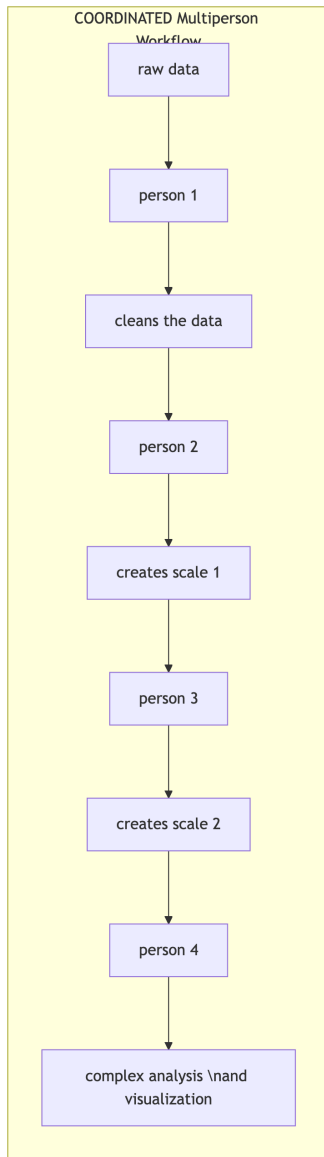 COORDINATED Multiperson
Workflow
raw data
person 1
cleans the data
person 2
creates scale 1
person 3
creates scale 2
person 4
complex analysis \nand
visualization